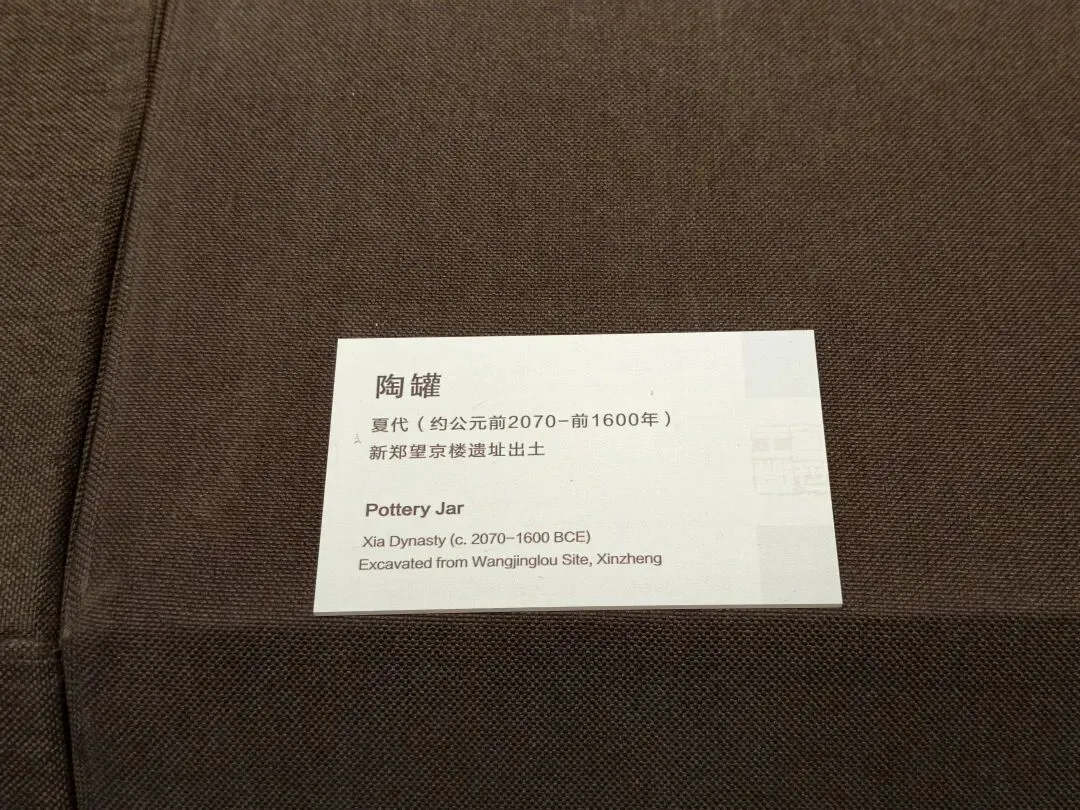 陶罐
夏代（约公元前2070-前1600年）
新郑望京楼遗址出土
Pottery Jar
Xia Dynasty (c. 2070-1600 BCE)
Excavated from Wangjinglou Site, Xinzheng